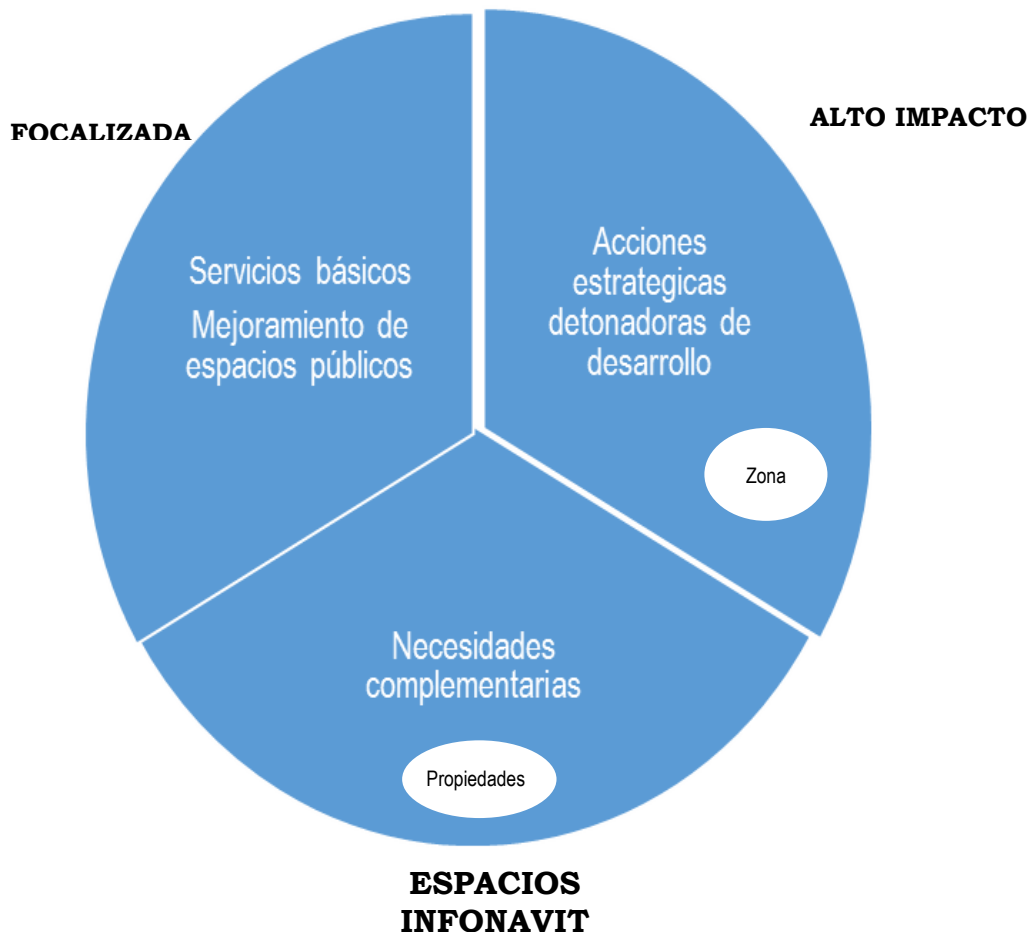 FOCALIZADA
ALTO IMPACTO
Servicios básicos
Mejoramiento de
espacios públicos
Acciones
estrategicas
detonadoras de
desarrollo
Zona
Necesidades
complementarias
Propiedades
ESPACIOS
INFONAVIT